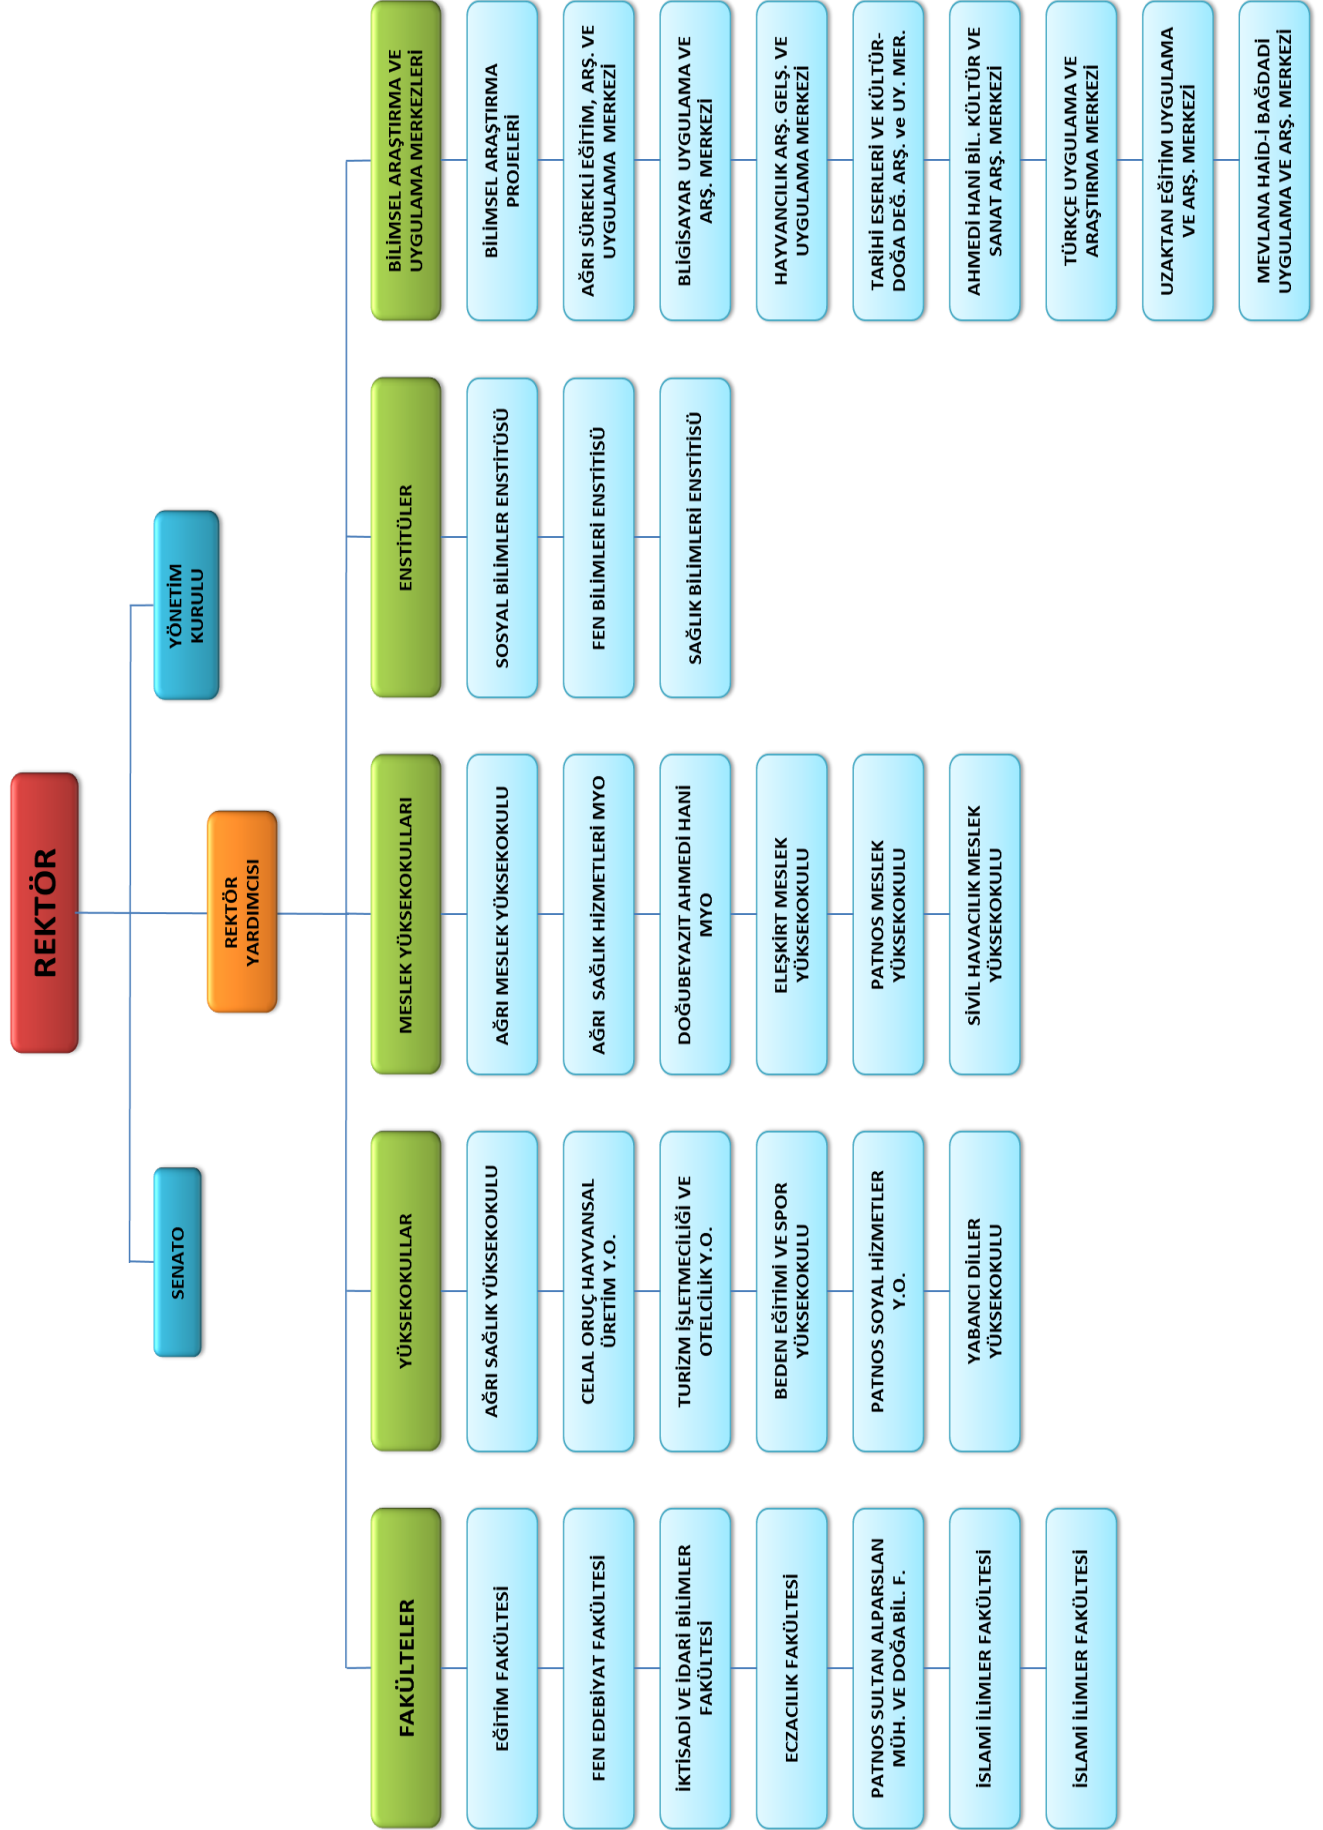 REKTÖR
SENATO
YÖNETİM
KURULU
REKTÖR
YARDIMCISI
FAKÜLTELER
EĞİTİM FAKÜLTESİ
FEN EDEBİYAT FAKÜLTESİ
İKTİSADİ VE İDARİ BİLİMLER
FAKÜLTESİ
ECZACILIK FAKÜLTESİ
PATNOS SULTAN ALPARSLAN
MÜH. VE DOĞA BİL. F.
İSLAMİ İLİMLER FAKÜLTESİ
İSLAMİ İLİMLER FAKÜLTESİ
YÜKSEKOKULLAR
AĞRI SAĞLIK YÜKSEKOKULU
CELAL ORUÇ HAYVANSAL
ÜRETİM Y.O.
TURİZM İŞLETMECİLİĞİ VE
OTELCİLİK Y.O.
BEDEN EĞİTİMİ VE SPOR
YÜKSEKOKULU
PATNOS SOYAL HİZMETLER
Y.O.
YABANCI DİLLER
YÜKSEKOKULU
MESLEK YÜKSEKOKULLARI
AĞRI MESLEK YÜKSEKOKULU
AĞRI  SAĞLIK HİZMETLERİ MYO
DOĞUBEYAZIT AHMEDİ HANİ
MYO
ELEŞKİRT MESLEK
YÜKSEKOKULU
PATNOS MESLEK
YÜKSEKOKULU
SİVİL HAVACILIK MESLEK
YÜKSEKOKULU
ENSTİTÜLER
SOSYAL BİLİMLER ENSTİTÜSÜ
FEN BİLİMLERİ ENSTİTİSÜ
SAĞLIK BİLİMLERİ ENSTİTİSÜ
BİLİMSEL ARAŞTIRMA VE
UYGULAMA MERKEZLERİ
BİLİMSEL ARAŞTIRMA
PROJELERİ
AĞRI SÜREKLİ EĞİTİM, ARŞ. VE
UYGULAMA  MERKEZİ
BLİGİSAYAR  UYGULAMA VE
ARŞ. MERKEZİ
HAYVANCILIK ARŞ. GELŞ. VE
UYGULAMA MERKEZİ
TARİHİ ESERLERİ VE KÜLTÜR-
DOĞA DEĞ. ARŞ. ve UY. MER.
AHMEDİ HANİ BİL. KÜLTÜR VE
SANAT ARŞ. MERKEZİ
TÜRKÇE UYGULAMA VE
ARAŞTIRMA MERKEZİ
UZAKTAN EĞİTİM UYGULAMA
VE ARŞ. MERKEZİ
MEVLANA HAİD-İ BAĞDADİ
UYGULAMA VE ARŞ. MERKEZİ